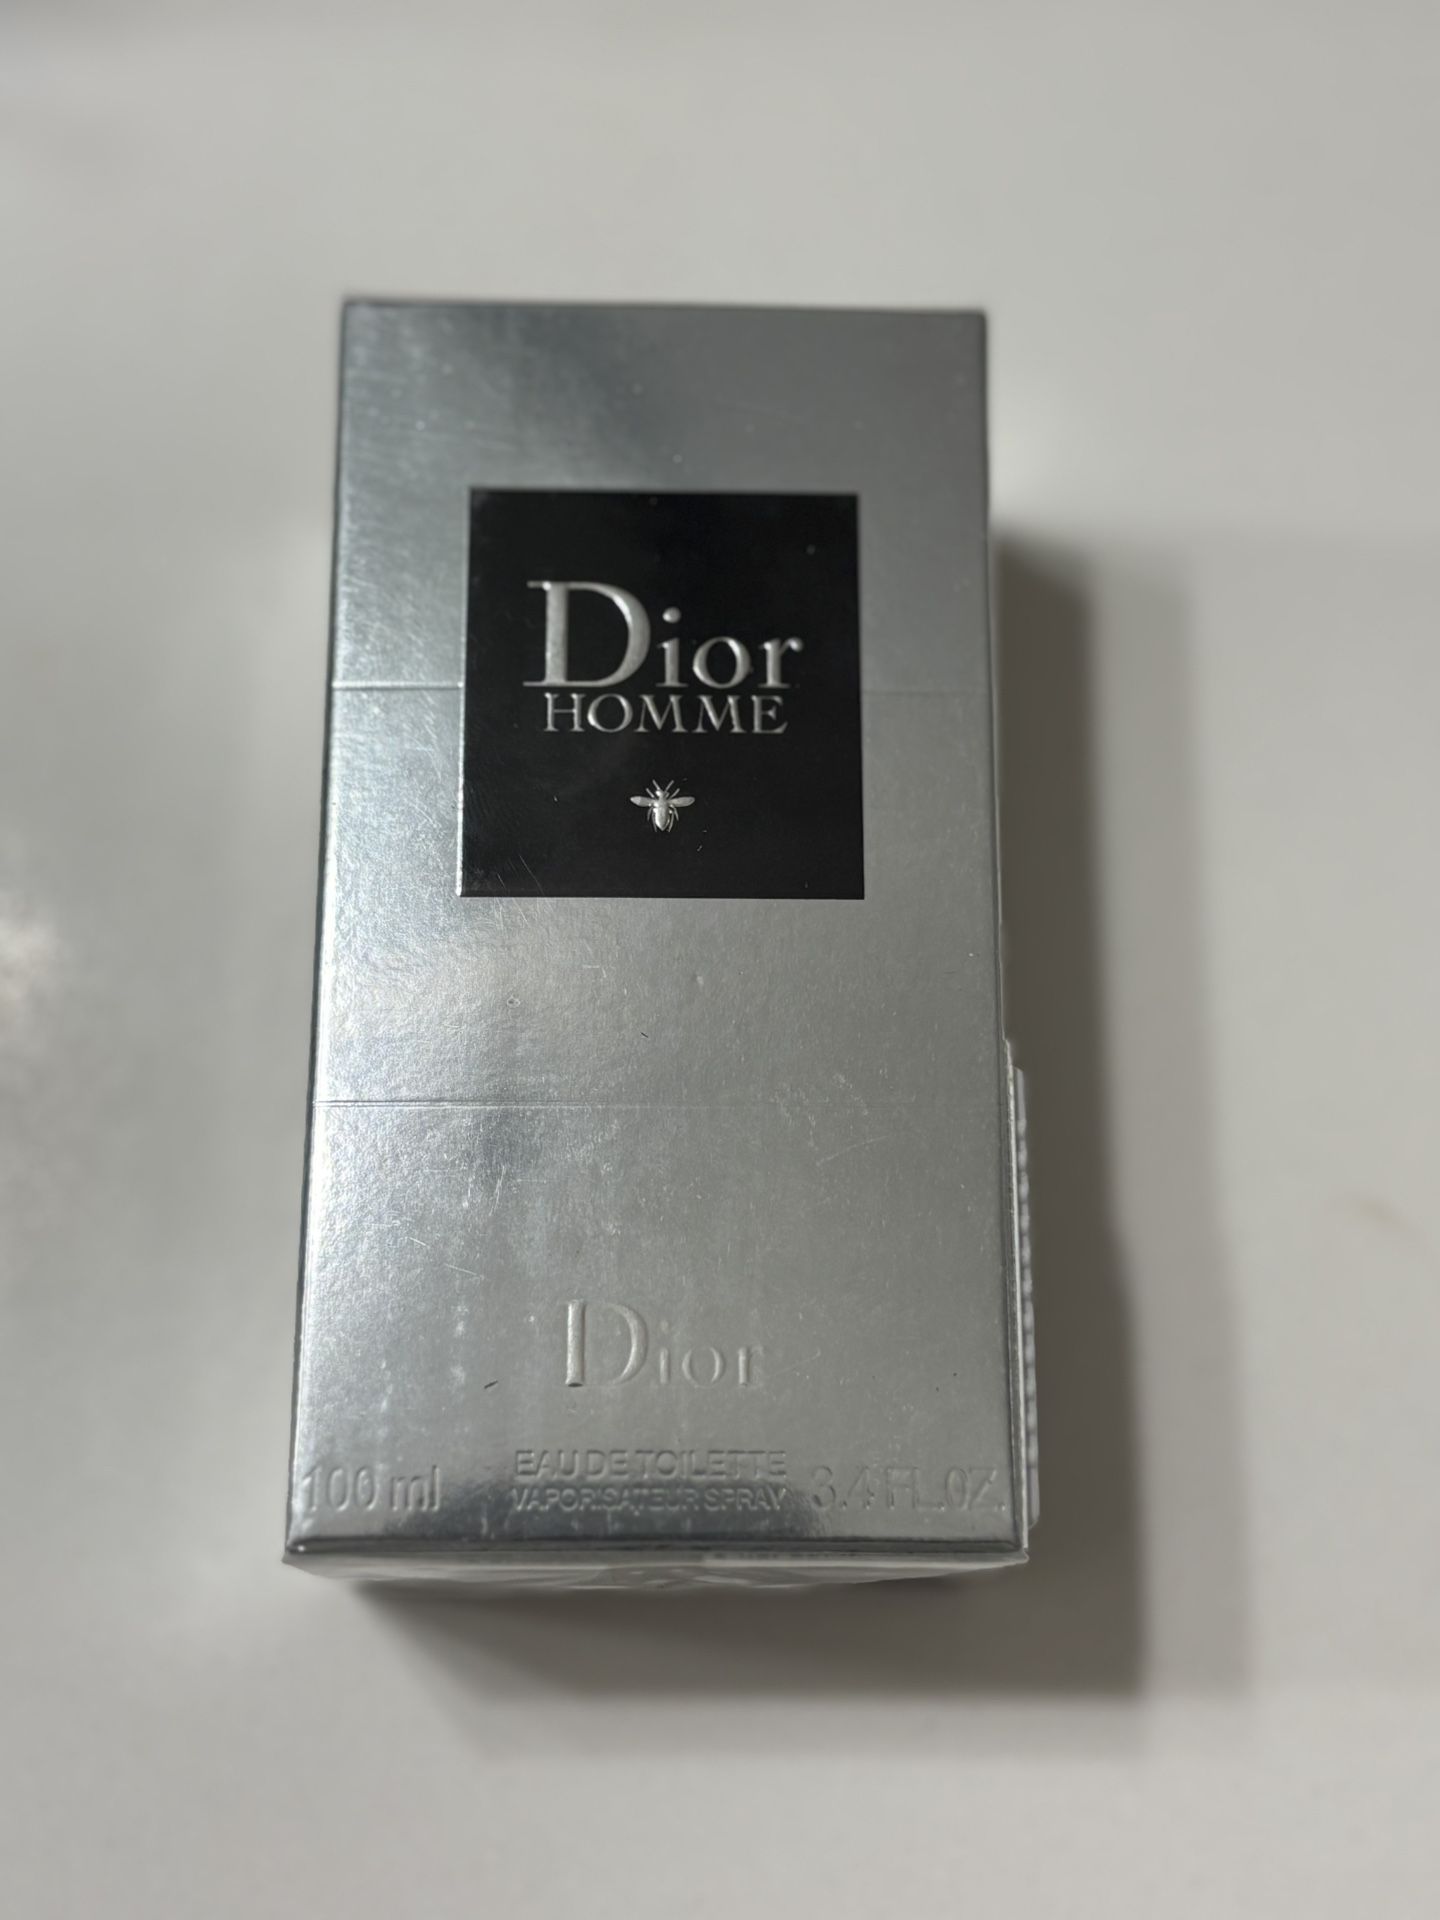 Dior
HOMME
Dior
EAU DE TOILETTE
100 ml VAPORISATEUR SPRAY 3.4 FL.OZ.